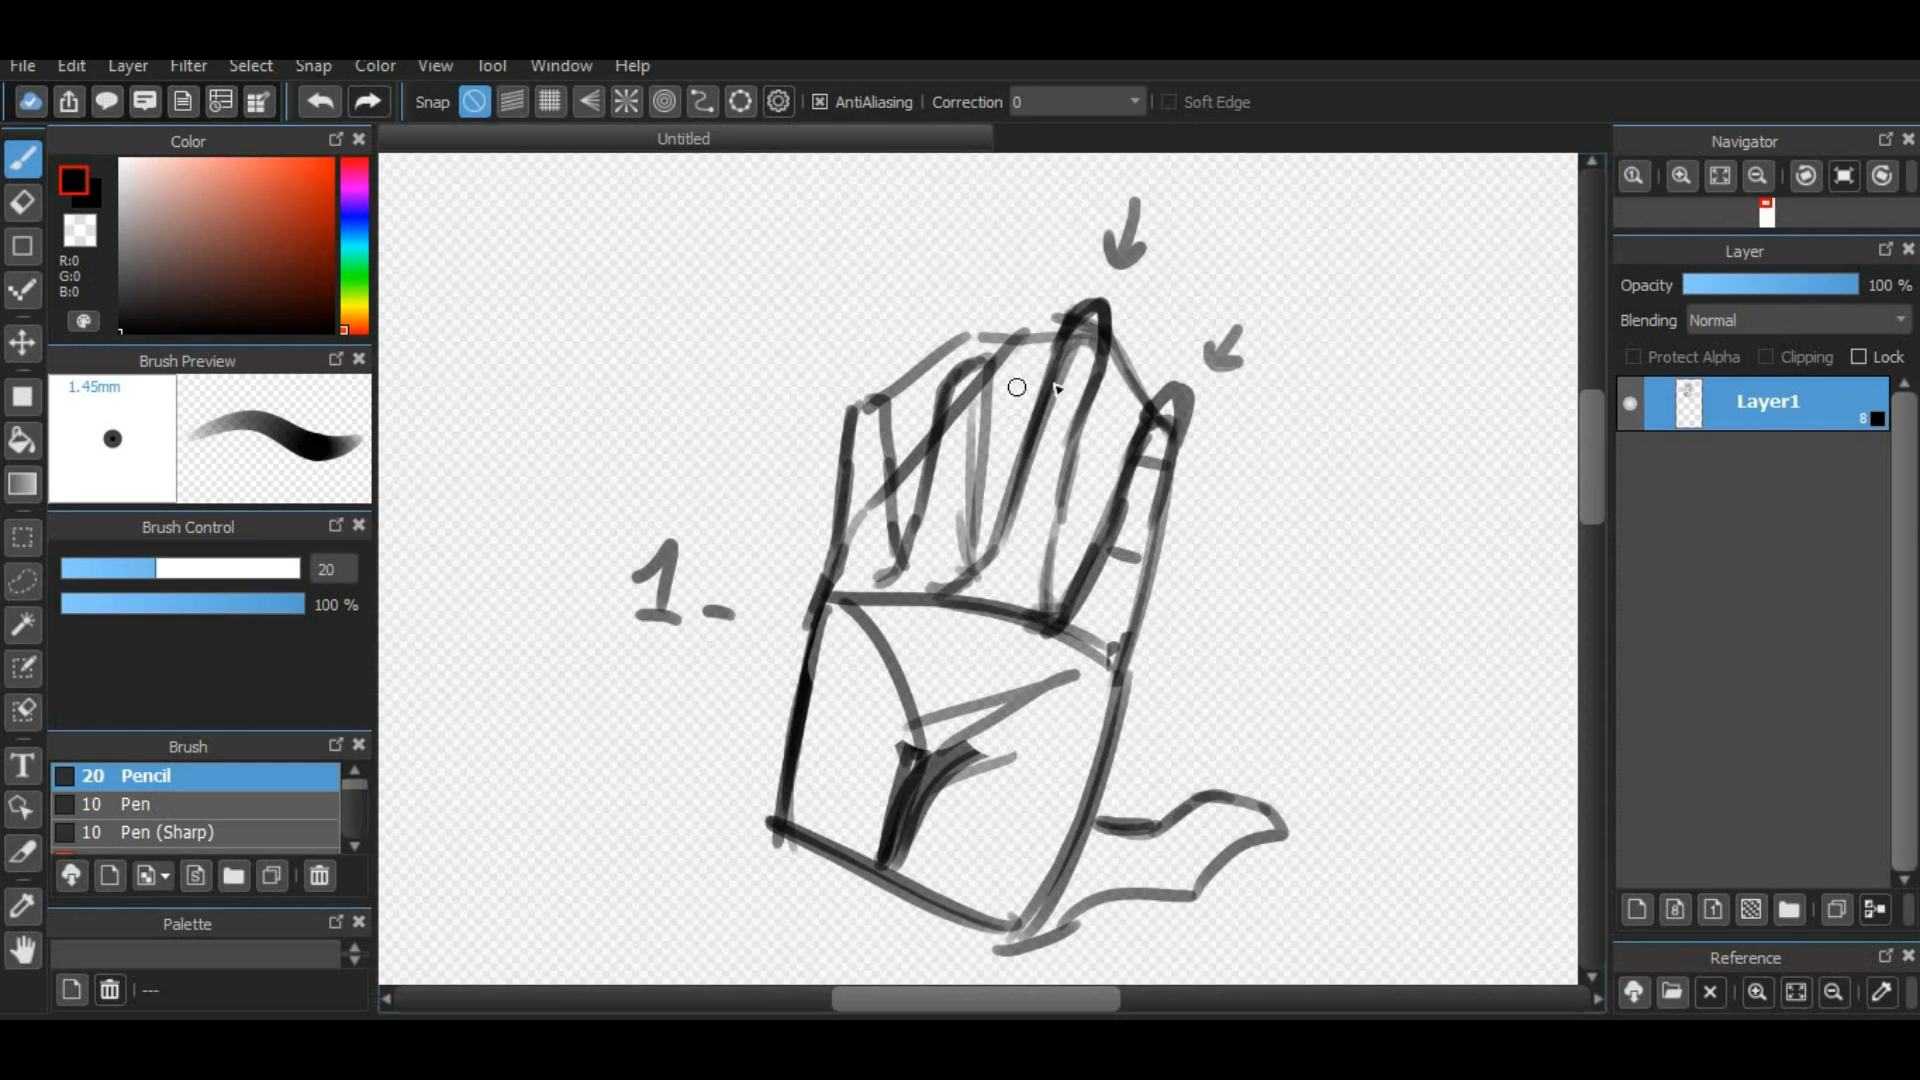 File Edit Layer Filter Select Snap Color View Tool Window Help
Snap AntiAliasing Correction 0 Soft Edge
Color
Untitled
Navigator
R:0
G:0
B:0
Layer
Opacity 100 %
Blending Normal
Protect Alpha Clipping Lock
Brush Preview
1.45mm
Layer1
8
Brush Control
20
100 %
1-
Brush
20 Pencil
10 Pen
10 Pen (Sharp)
Palette
---
Reference